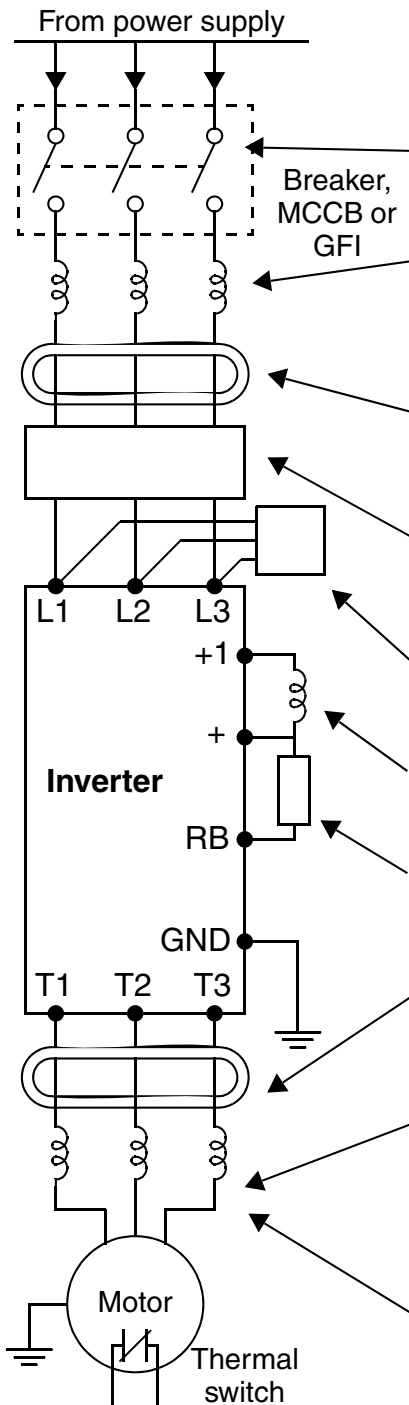 From power supply
Breaker,
MCCB or
GFI
L1 L2 L3
+1
+
Inverter
RB
GND
T1 T2 T3
Motor
Thermal
switch